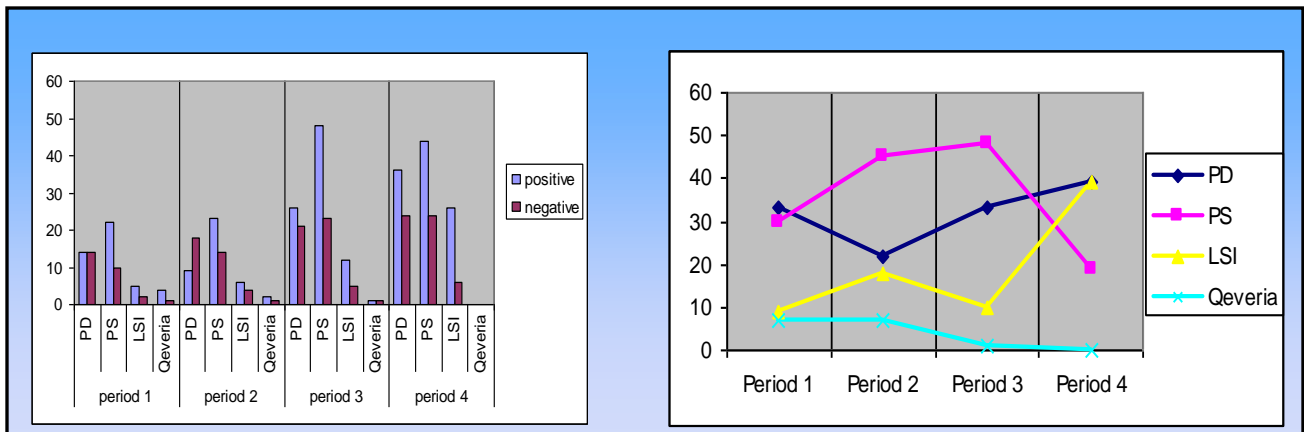 60
50
40
30
20
10
0
PD
PS
LSI
Qeveria
PD
PS
LSI
Qeveria
PD
PS
LSI
Qeveria
PD
PS
LSI
Qeveria
period 1 period 2 period 3 period 4
positive
negative
60
50
40
30
20
10
0
Period 1 Period 2 Period 3 Period 4
PD
PS
LSI
Qeveria